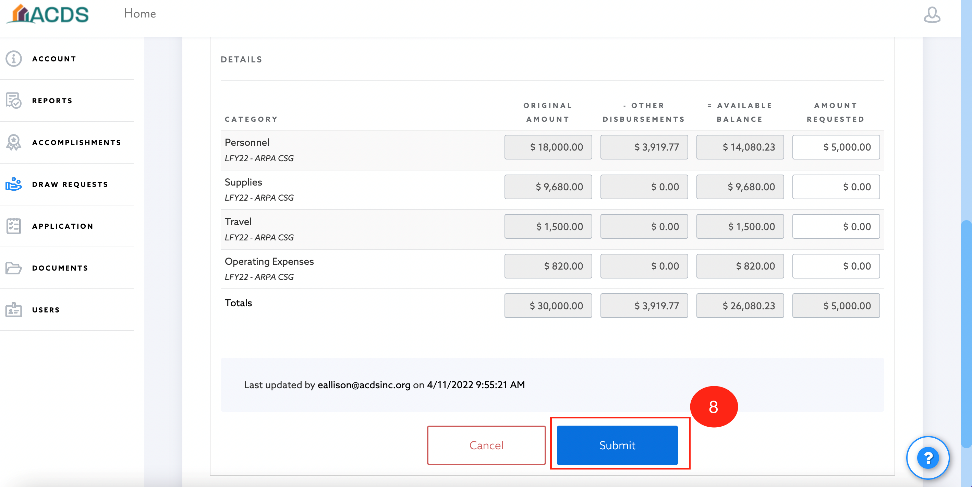 ACDS Home
ACCOUNT
REPORTS
ACCOMPLISHMENTS
DRAW REQUESTS
APPLICATION
DOCUMENTS
USERS
DETAILS
CATEGORY ORIGINAL AMOUNT - OTHER DISBURSEMENTS = AVAILABLE BALANCE AMOUNT REQUESTED
Personnel $ 18,000.00 $ 3,919.77 $ 14,080.23 $ 5,000.00
LFY22 - ARPA CSG
Supplies $ 9,680.00 $ 0.00 $ 9,680.00 $ 0.00
LFY22 - ARPA CSG
Travel $ 1,500.00 $ 0.00 $ 1,500.00 $ 0.00
LFY22 - ARPA CSG
Operating Expenses $ 820.00 $ 0.00 $ 820.00 $ 0.00
LFY22 - ARPA CSG
Totals $ 30,000.00 $ 3,919.77 $ 26,080.23 $ 5,000.00
Last updated by eallison@acdsinc.org on 4/11/2022 9:55:21 AM
8
Cancel Submit
?